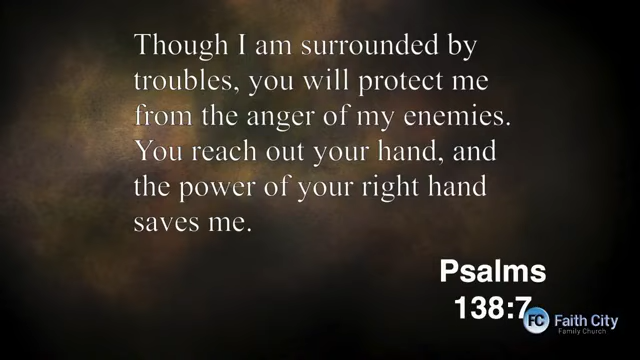 Though I am surrounded by
troubles, you will protect me
from the anger of my enemies.
You reach out your hand, and
the power of your right hand
saves me.
Psalms
138:7
FC Faith City
Family Church